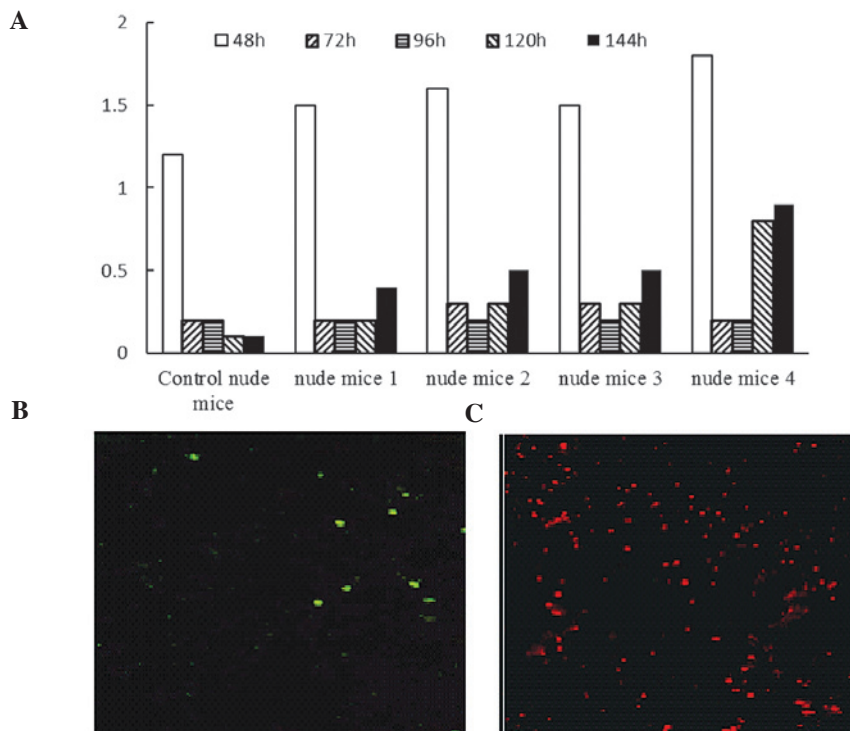 A
2
48h 72h 96h 120h 144h
1.5
1
0.5
0
Control nude mice
nude mice 1
nude mice 2
nude mice 3
nude mice 4
B
C